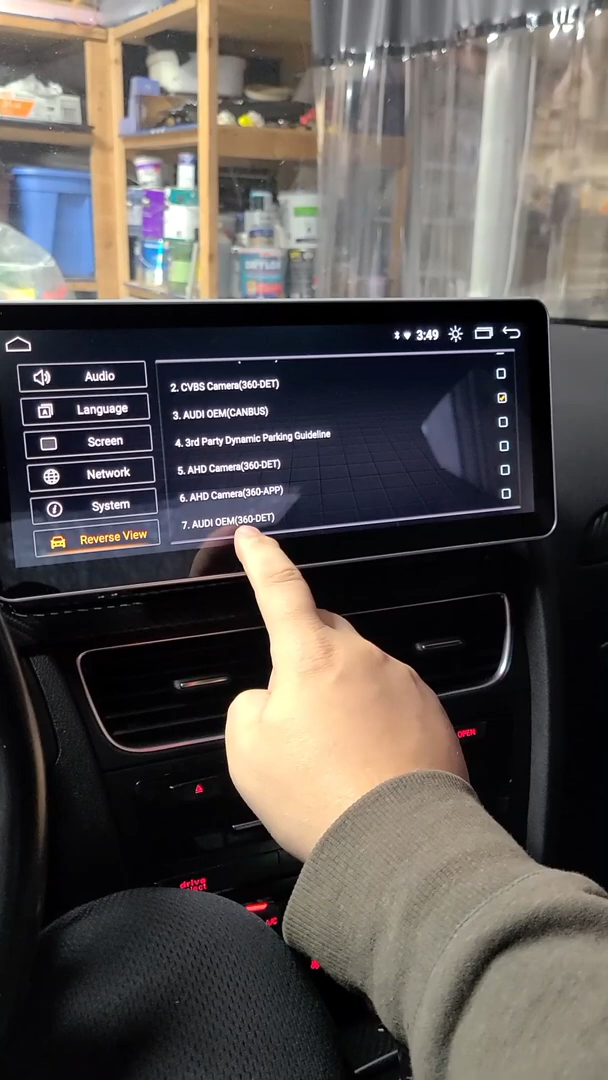 3:49
Audio
Language
Screen
Network
System
Reverse View
2. CVBS Camera(360-DET)
3. AUDI OEM(CANBUS)
4. 3rd Party Dynamic Parking Guideline
5. AHD Camera(360-DET)
6. AHD Camera(360-APP)
7. AUDI OEM(360-DET)
OPEN
drive
select
A/C